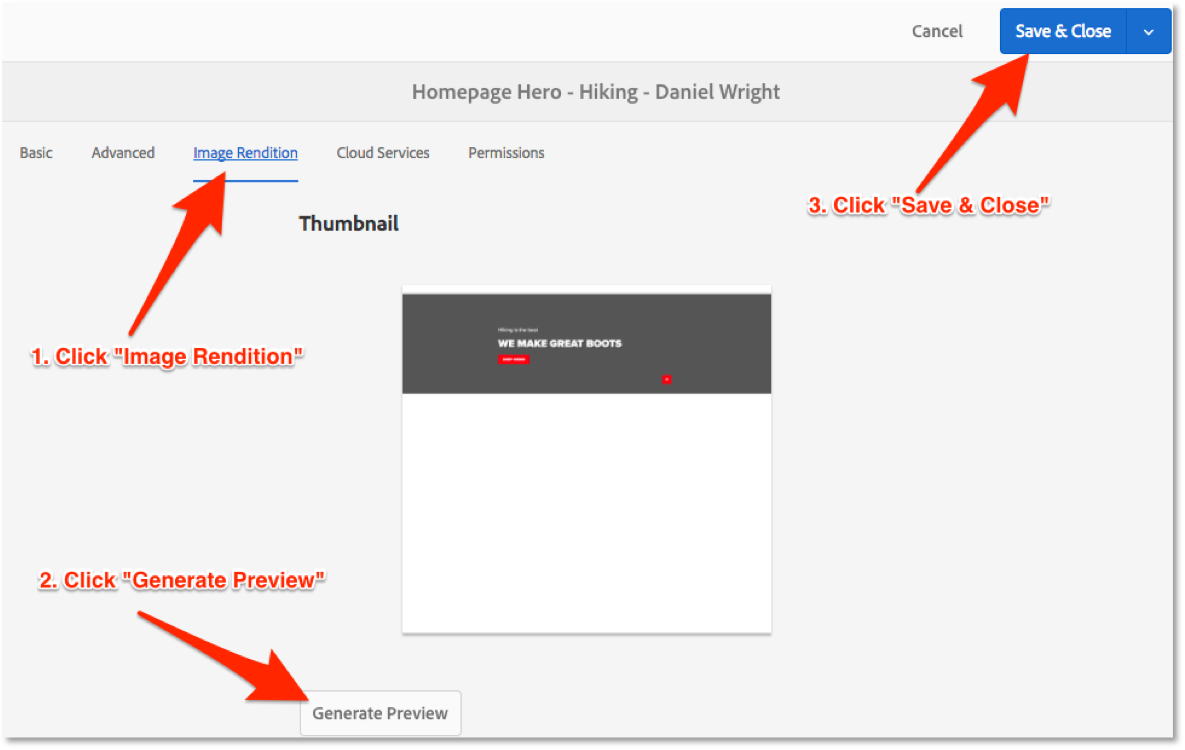 Cancel
Save & Close
Homepage Hero - Hiking - Daniel Wright
Basic Advanced Image Rendition Cloud Services Permissions
3. Click "Save & Close"
Thumbnail
Hiking is the best
WE MAKE GREAT BOOTS
1. Click "Image Rendition"
2. Click "Generate Preview"
Generate Preview